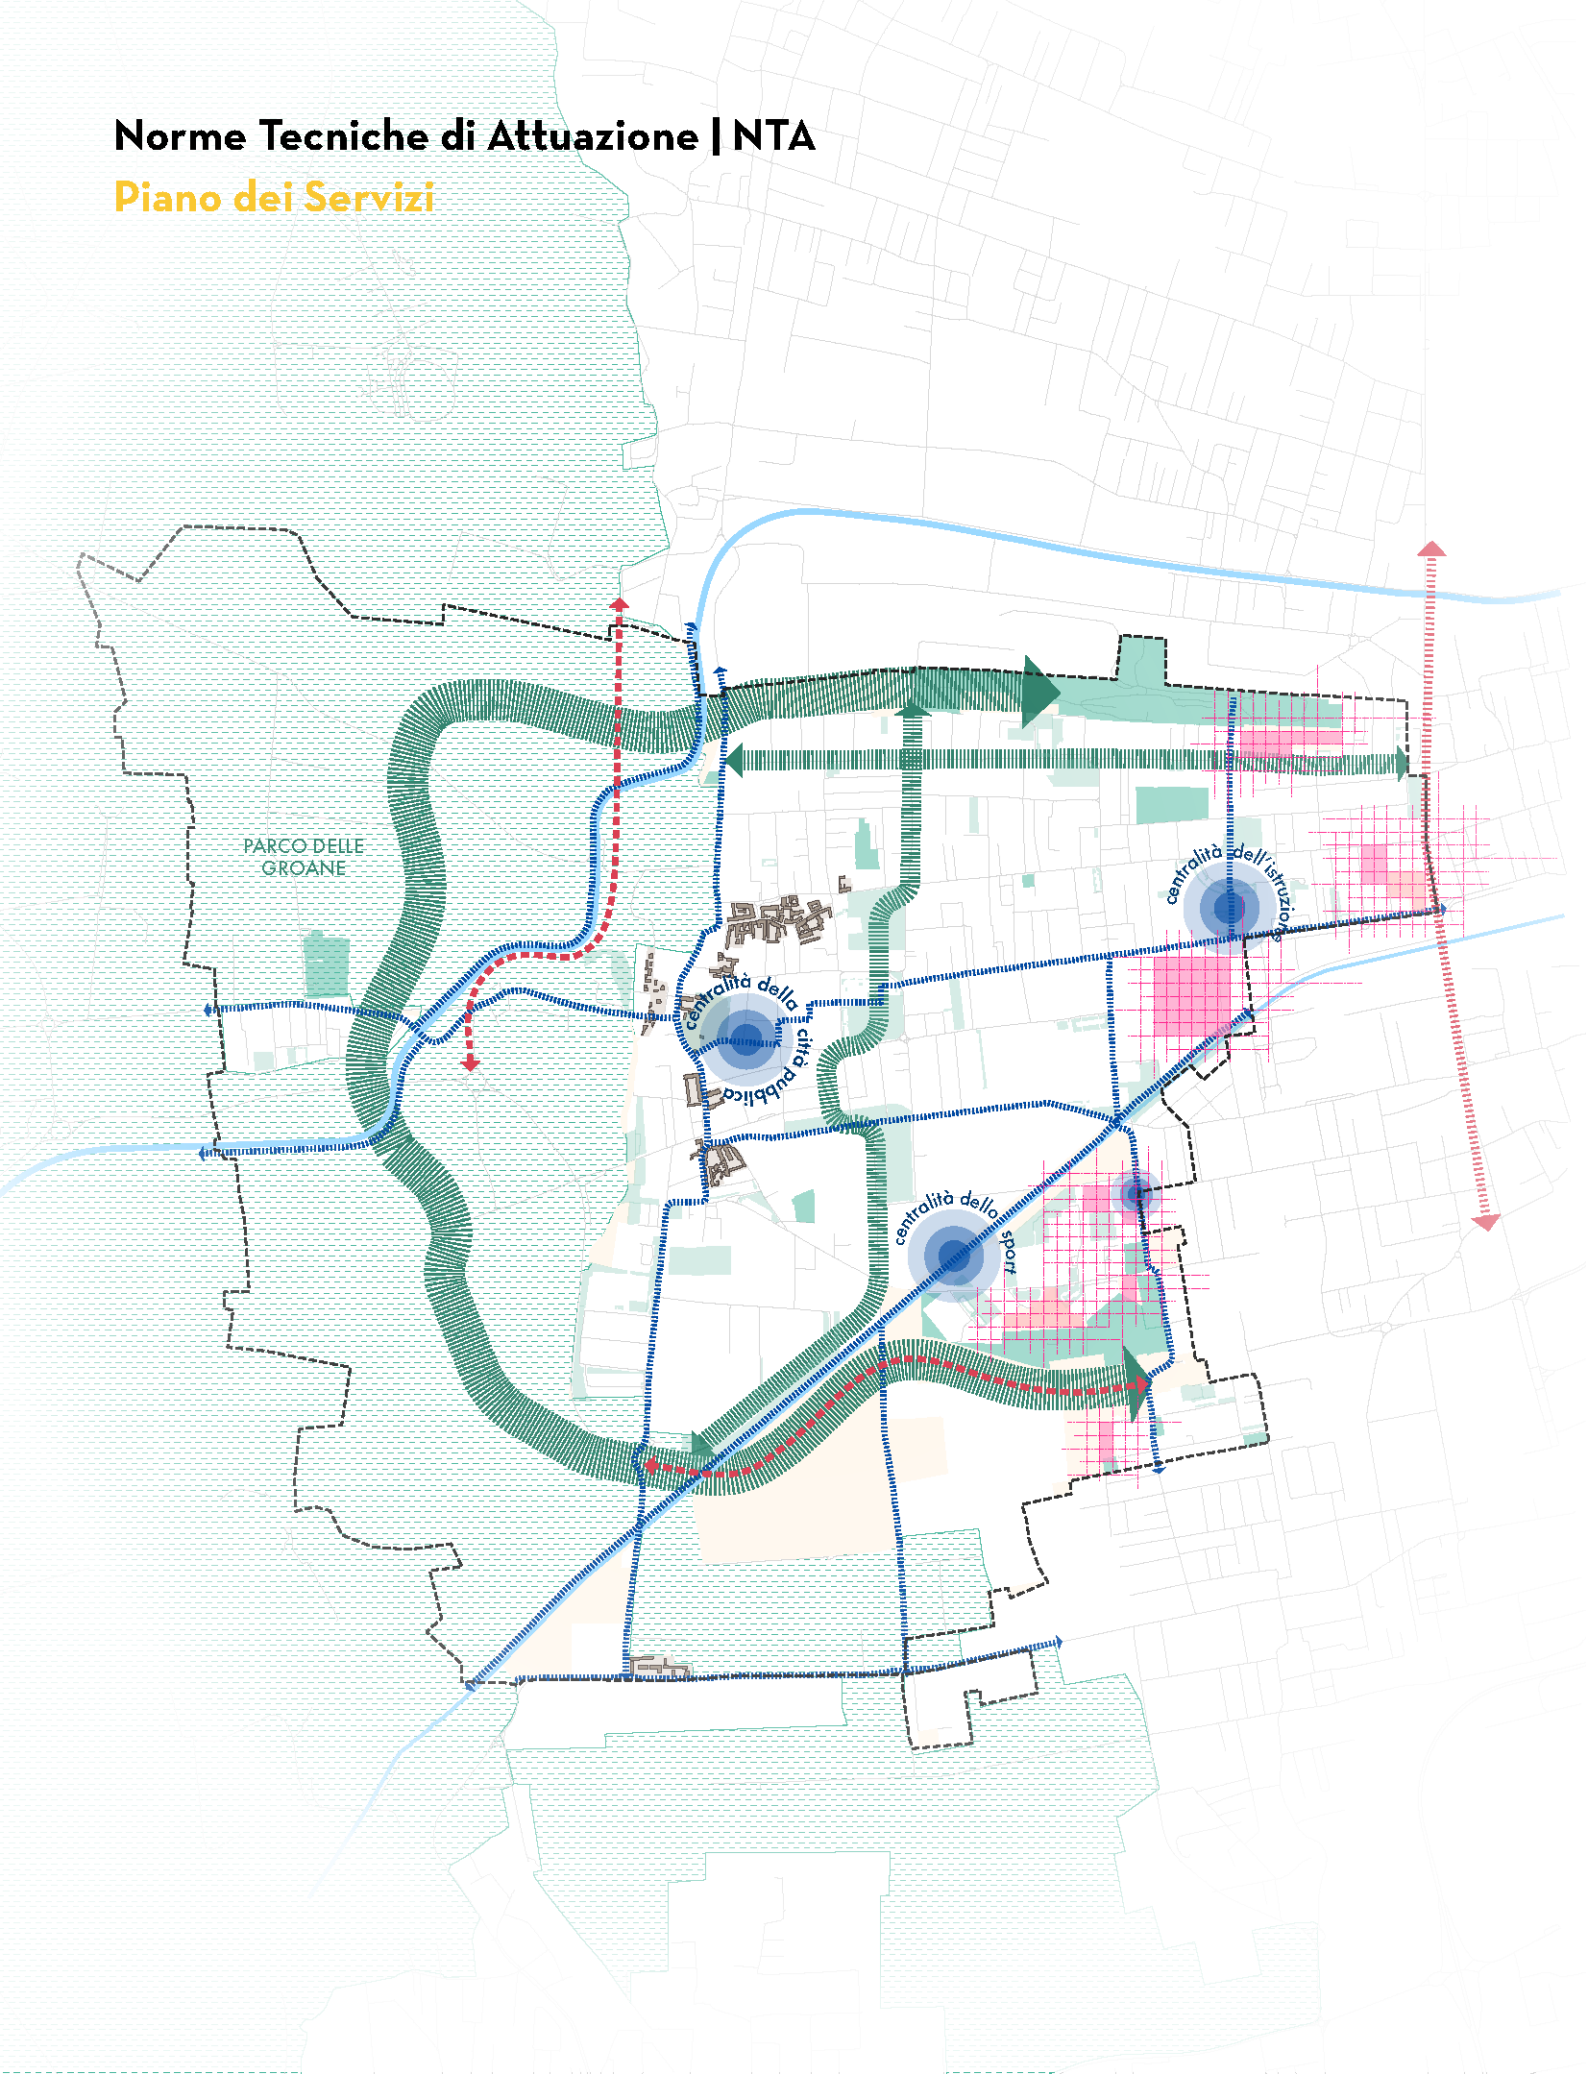 Norme Tecniche di Attuazione | NTA
Piano dei Servizi
PARCO DELLE
GROANE
centralità dell'istruzione
centralità della città pubblica
centralità dello sport